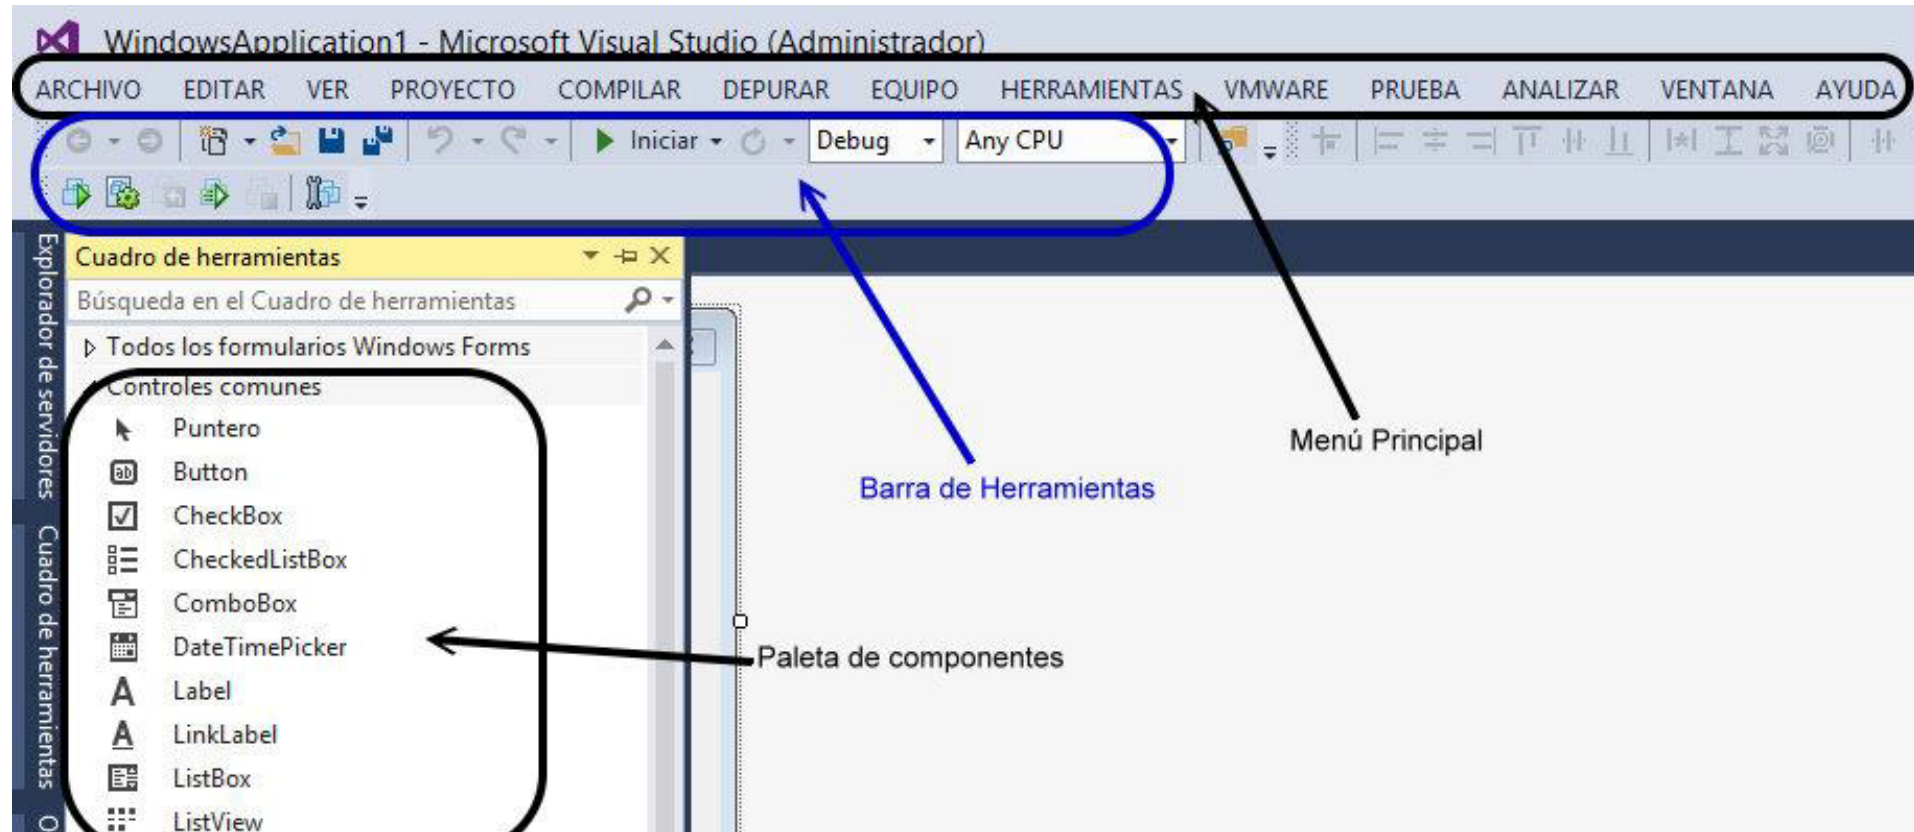 WindowsApplication1 - Microsoft Visual Studio (Administrador)
ARCHIVO EDITAR VER PROYECTO COMPILAR DEPURAR EQUIPO HERRAMIENTAS VMWARE PRUEBA ANALIZAR VENTANA AYUDA
Iniciar Debug Any CPU
Explorador de servidores
Cuadro de herramientas
Cuadro de herramientas
Búsqueda en el Cuadro de herramientas
Todos los formularios Windows Forms
Controles comunes
Puntero
Button
CheckBox
CheckedListBox
ComboBox
DateTimePicker
Label
LinkLabel
ListBox
ListView
Menú Principal
Barra de Herramientas
Paleta de componentes